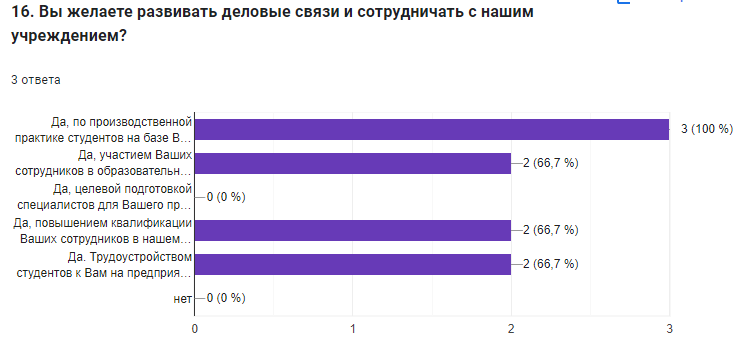 16. Вы желаете развивать деловые связи и сотрудничать с нашим
учреждением?
3 ответа
Да, по производственной
практике студентов на базе В…
3 (100 %)
Да, участием Ваших
сотрудников в образовательн…
2 (66,7 %)
Да, целевой подготовкой
специалистов для Вашего пр…
0 (0 %)
Да, повышением квалификации
Ваших сотрудников в нашем…
2 (66,7 %)
Да. Трудоустройством
студентов к Вам на предприя…
2 (66,7 %)
нет
0 (0 %)
0 1 2 3